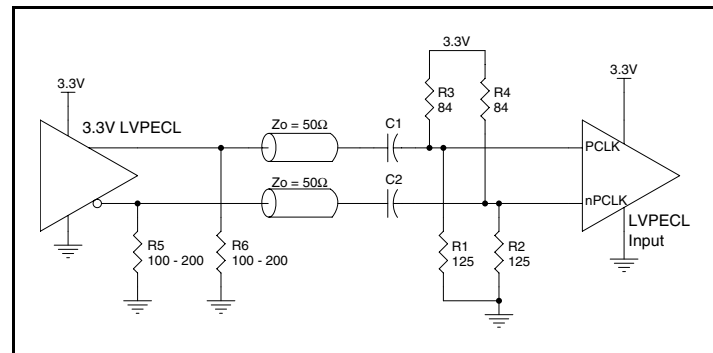 3.3V
3.3V
R3
84
R4
84
3.3V
3.3V LVPECL
Zo = 50Ω
C1
PCLK
Zo = 50Ω
C2
nPCLK
LVPECL
Input
R5
100 - 200
R6
100 - 200
R1
125
R2
125